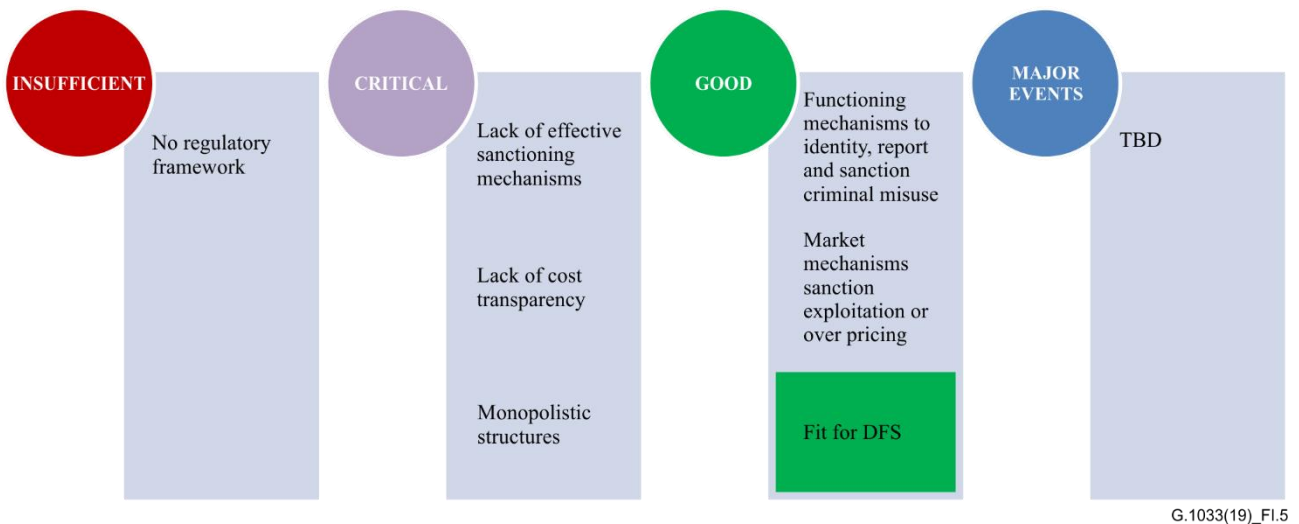 INSUFFICIENT
No regulatory
framework
CRITICAL
Lack of effective
sanctioning
mechanisms
Lack of cost
transparency
Monopolistic
structures
GOOD
Functioning
mechanisms to
identity, report
and sanction
criminal misuse
Market
mechanisms
sanction
exploitation or
over pricing
Fit for DFS
MAJOR
EVENTS
TBD
G.1033(19)_FI.5